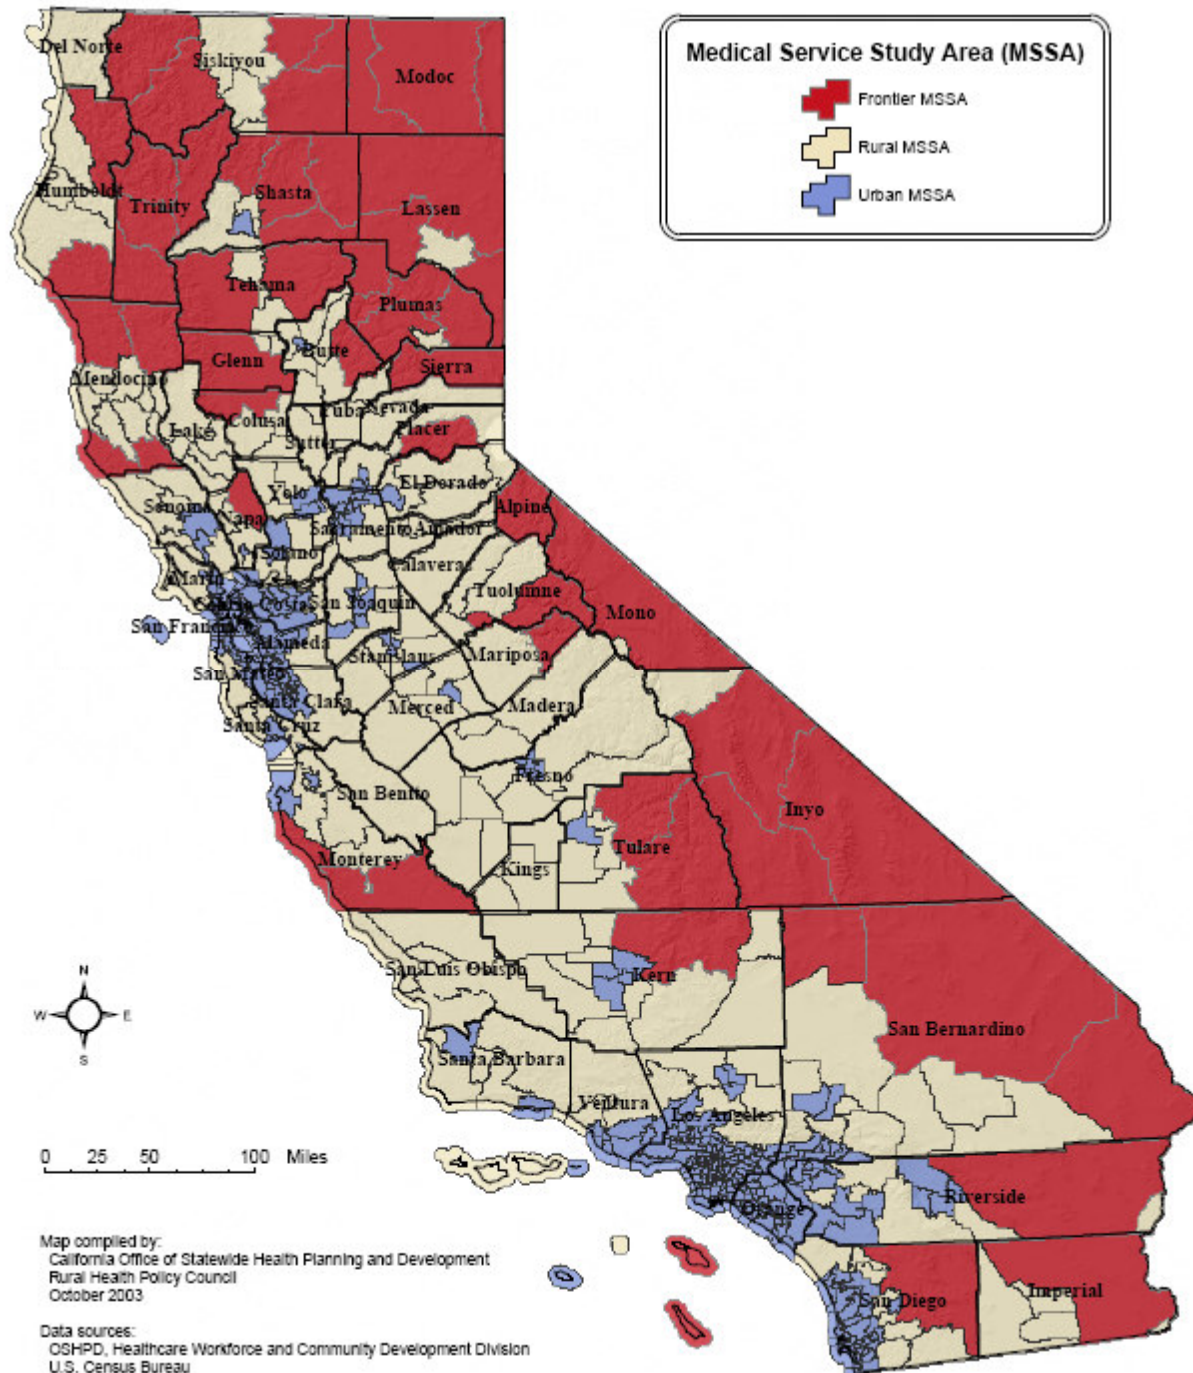 Medical Service Study Area (MSSA)
Frontier MSSA
Rural MSSA
Urban MSSA
Del Norte
Siskiyou
Modoc
Humboldt
Trinity
Shasta
Lassen
Tehama
Plumas
Glenn
Butte
Sierra
Mendocino
Lake
Colusa
Sutter
Yuba
Nevada
Placer
Sonoma
Napa
Yolo
El Dorado
Alpine
Sacramento
Amador
Solano
Marin
Calaveras
Contra Costa
San Joaquin
Tuolumne
Mono
San Francisco
Alameda
Stanislaus
Mariposa
San Mateo
Santa Clara
Merced
Madera
Santa Cruz
Fresno
San Benito
Inyo
Monterey
Kings
Tulare
San Luis Obispo
Kern
San Bernardino
Santa Barbara
Ventura
Los Angeles
Orange
Riverside
San Diego
Imperial
N
W E
S
0 25 50 100 Miles
Map compiled by:
California Office of Statewide Health Planning and Development
Rural Health Policy Council
October 2003
Data sources:
OSHPD, Healthcare Workforce and Community Development Division
U.S. Census Bureau